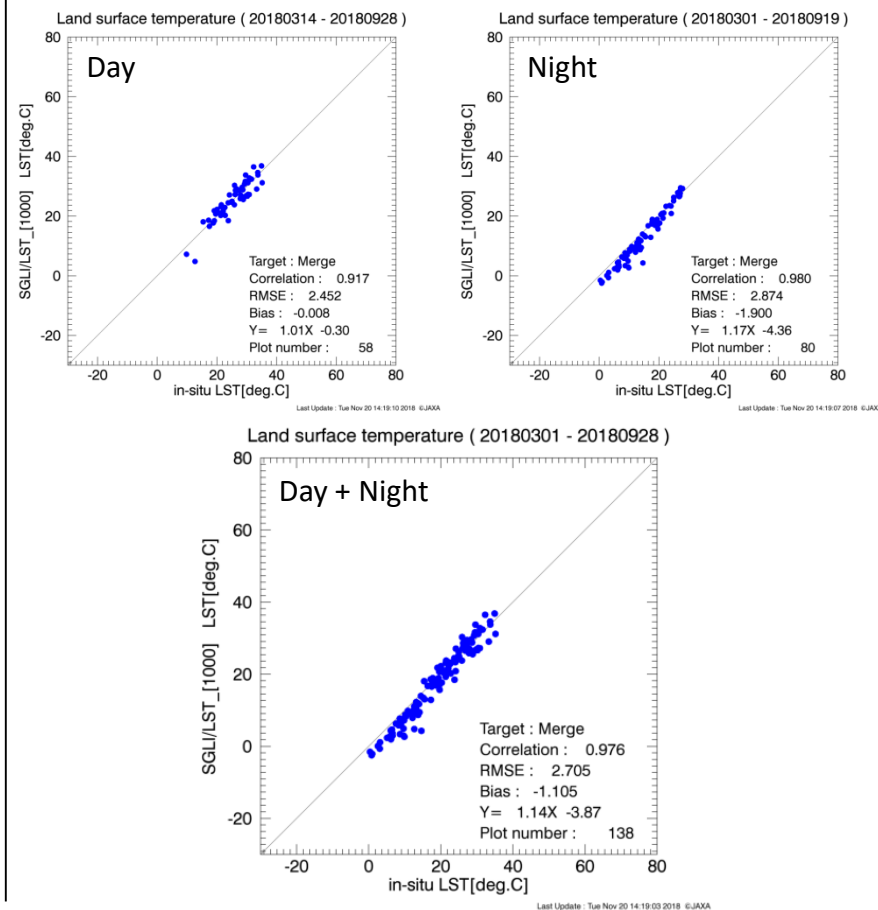 Land surface temperature ( 20180314 - 20180928 )
Day
80
60
40
20
0
-20
SGLI/LST_[1000] LST[deg.C]
Target : Merge
Correlation : 0.917
RMSE : 2.452
Bias : -0.008
Y= 1.01X -0.30
Plot number : 58
-20 0 20 40 60 80
in-situ LST[deg.C]
Last Update : Tue Nov 20 14:19:10 2018 ©JAXA
Land surface temperature ( 20180301 - 20180919 )
Night
80
60
40
20
0
-20
SGLI/LST_[1000] LST[deg.C]
Target : Merge
Correlation : 0.980
RMSE : 2.874
Bias : -1.900
Y= 1.17X -4.36
Plot number : 80
-20 0 20 40 60 80
in-situ LST[deg.C]
Last Update : Tue Nov 20 14:19:07 2018 ©JAX
Land surface temperature ( 20180301 - 20180928 )
Day + Night
80
60
40
20
0
-20
SGLI/LST_[1000] LST[deg.C]
Target : Merge
Correlation : 0.976
RMSE : 2.705
Bias : -1.105
Y= 1.14X -3.87
Plot number : 138
-20 0 20 40 60 80
in-situ LST[deg.C]
Last Update : Tue Nov 20 14:19:03 2018 ©JAXA